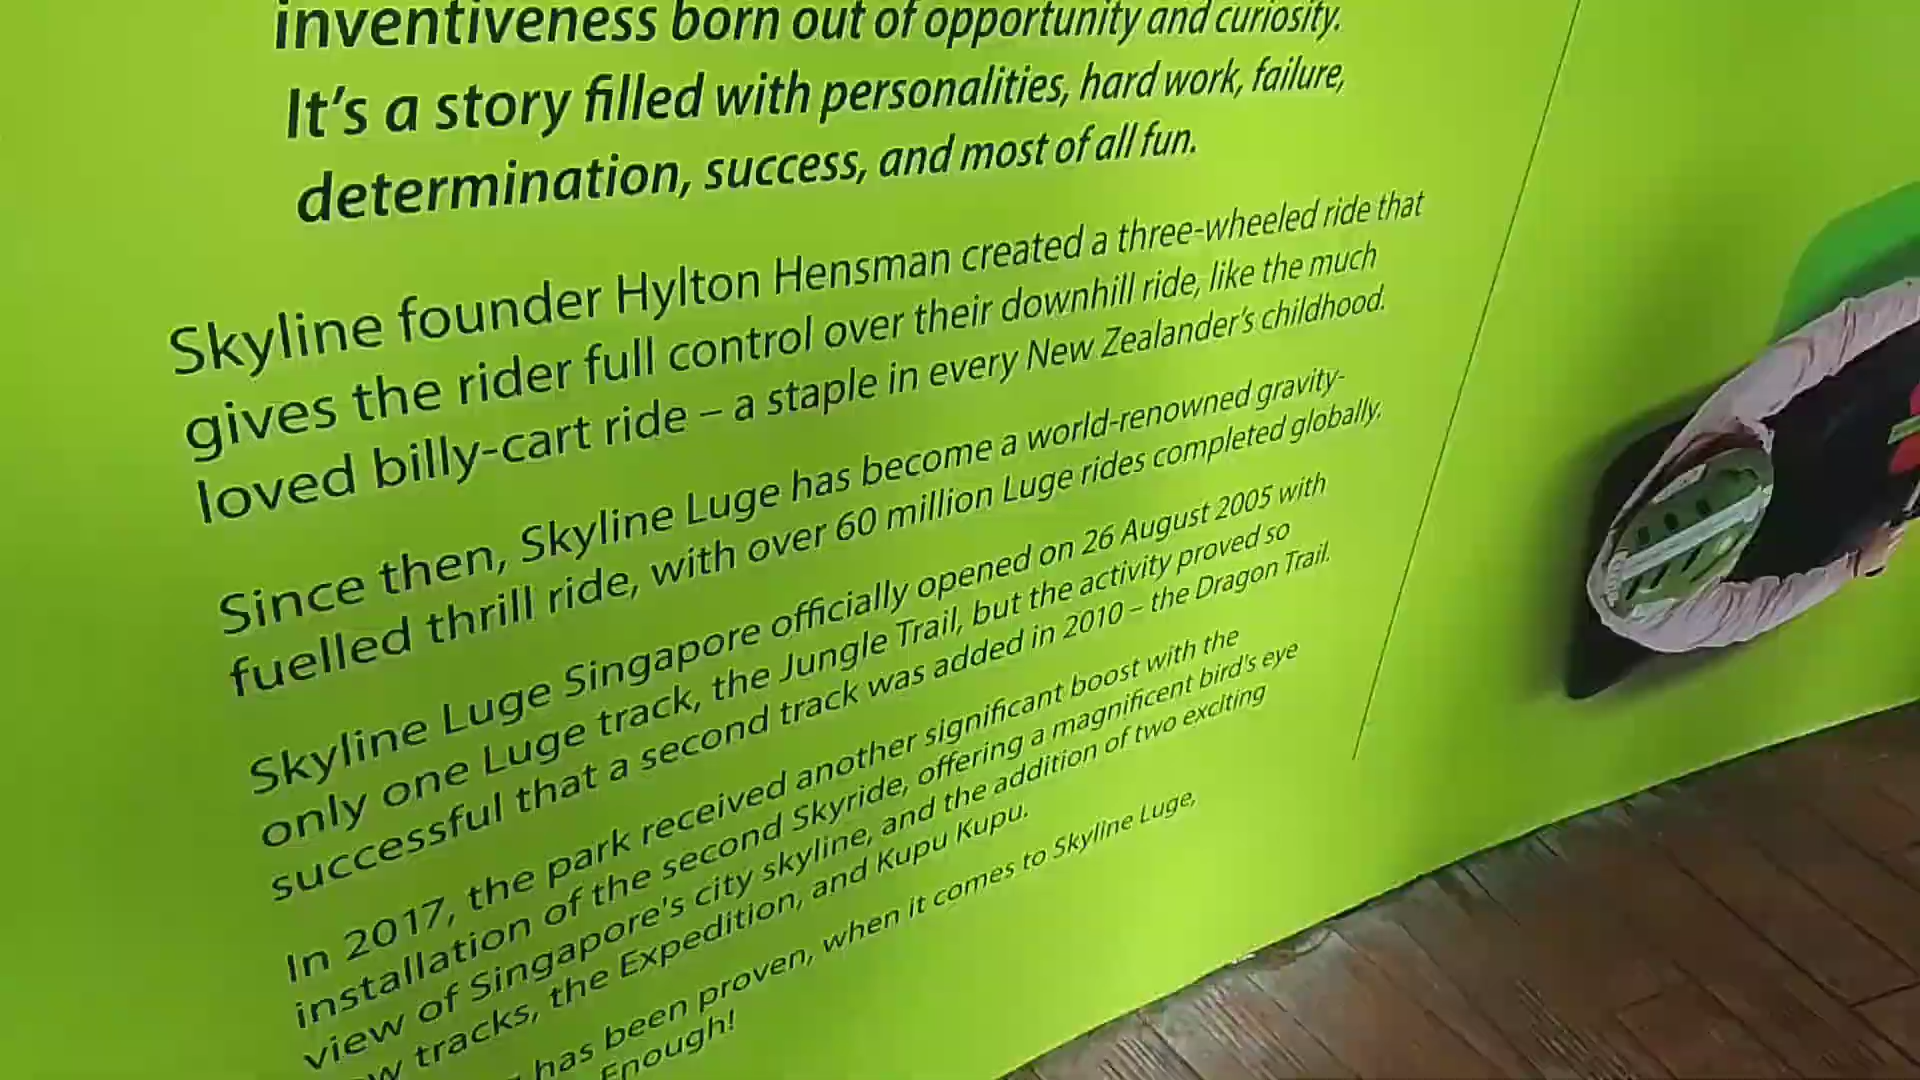 inventiveness born out of opportunity and curiosity.
It's a story filled with personalities, hard work, failure,
determination, success, and most of all fun.
Skyline founder Hylton Hensman created a three-wheeled ride that
gives the rider full control over their downhill ride, like the much
loved billy-cart ride – a staple in every New Zealander's childhood.
Since then, Skyline Luge has become a world-renowned gravity-
fuelled thrill ride, with over 60 million Luge rides completed globally.
Skyline Luge Singapore officially opened on 26 August 2005 with
only one Luge track, the Jungle Trail, but the activity proved so
successful that a second track was added in 2010 – the Dragon Trail.
In 2017, the park received another significant boost with the
installation of the second Skyride, offering a magnificent bird's eye
view of Singapore's city skyline, and the addition of two exciting
tracks, the Expedition, and Kupu Kupu.
has been proven, when it comes to Skyline Luge,
Enough!